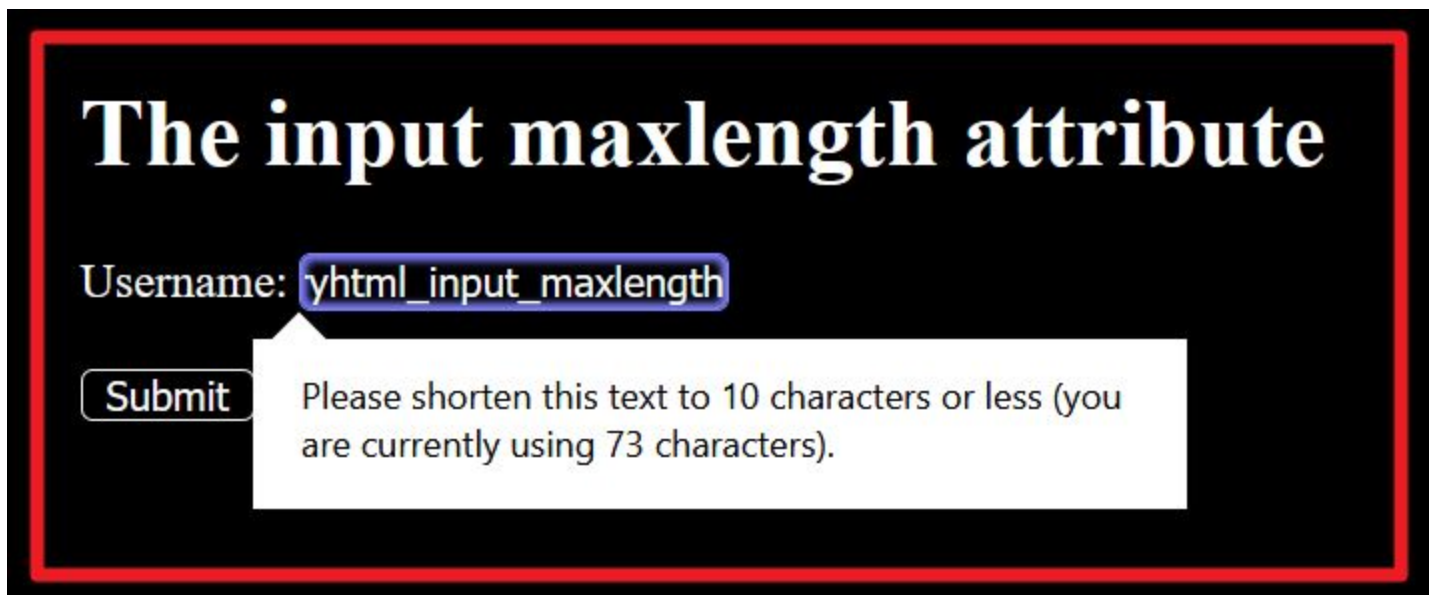 The input maxlength attribute
Username: yhtml_input_maxlength
Submit
Please shorten this text to 10 characters or less (you
are currently using 73 characters).